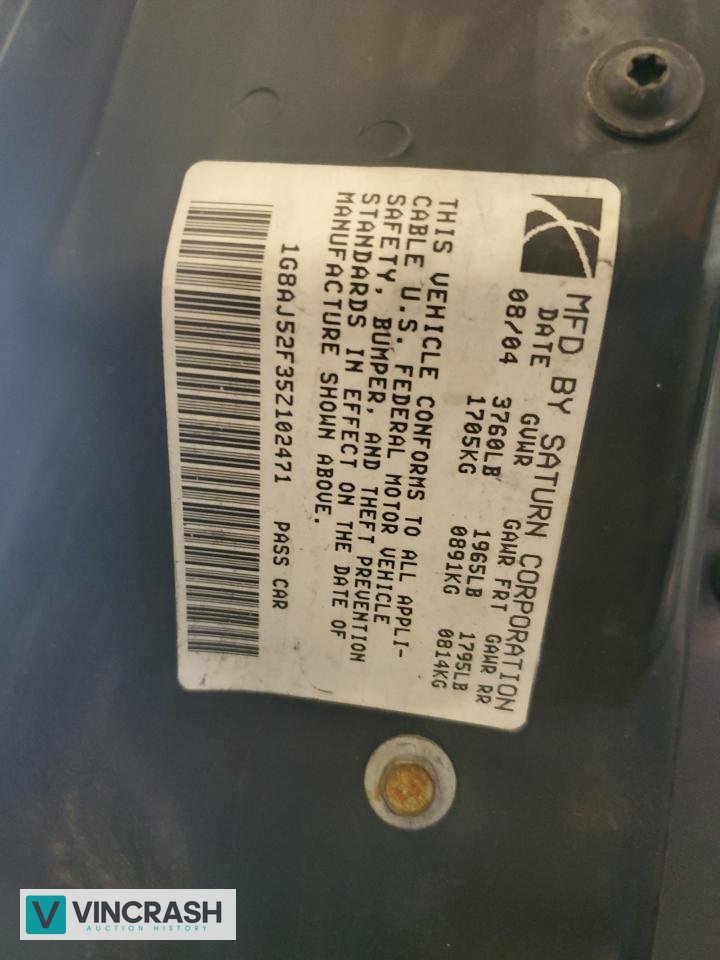 MFD BY SATURN CORPORATION
DATE GVWR GAWR FRT GAWR RR
08/04 3760LB 1965LB 1795LB
1705KG 0891KG 0814KG
THIS VEHICLE CONFORMS TO ALL APPLI-
CABLE U.S. FEDERAL MOTOR VEHICLE
SAFETY, BUMPER, AND THEFT PREVENTION
STANDARDS IN EFFECT ON THE DATE OF
MANUFACTURE SHOWN ABOVE.
1G8AJ52F35Z102471 PASS CAR
V VINCRASH
AUCTION HISTORY